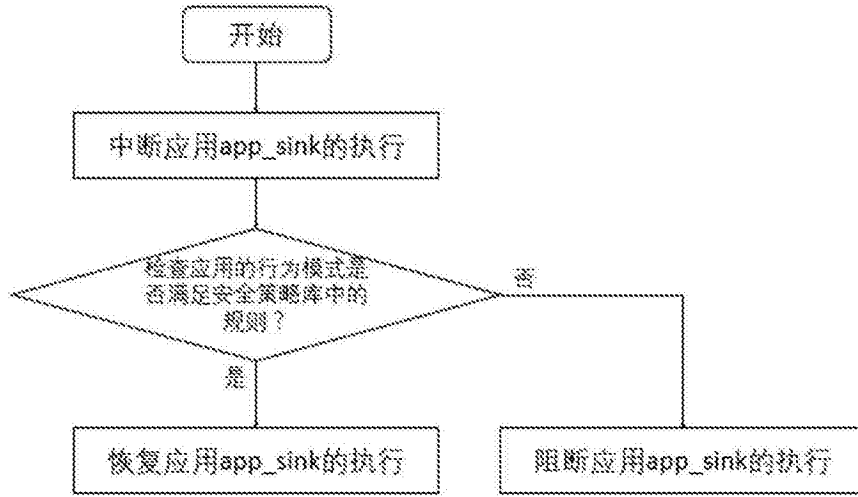 开始
中断应用app_sink的执行
检查应用的行为模式是
否满足安全策略库中的
规则？
否
是
恢复应用app_sink的执行
阻断应用app_sink的执行